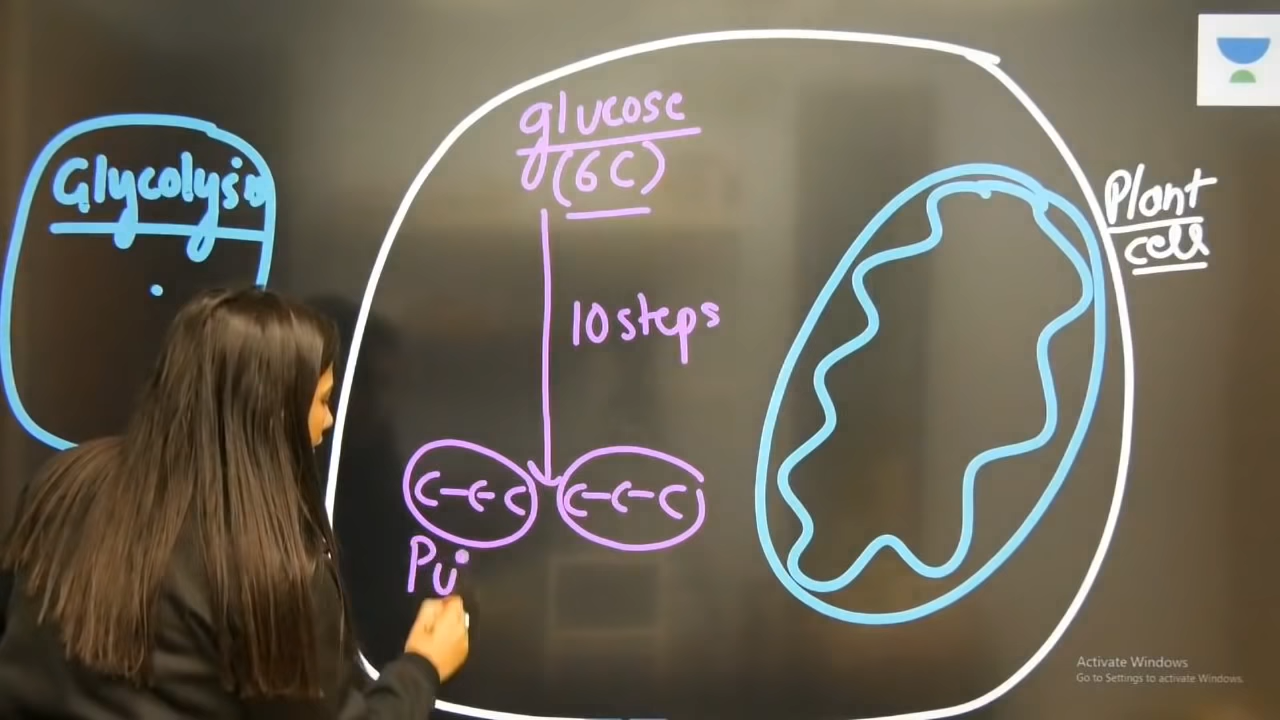 Glycolysis
glucose
(6C)
10 steps
C-C-C
C-C-C
Pu
Plant
cell
Activate Windows
Go to Settings to activate Windows.